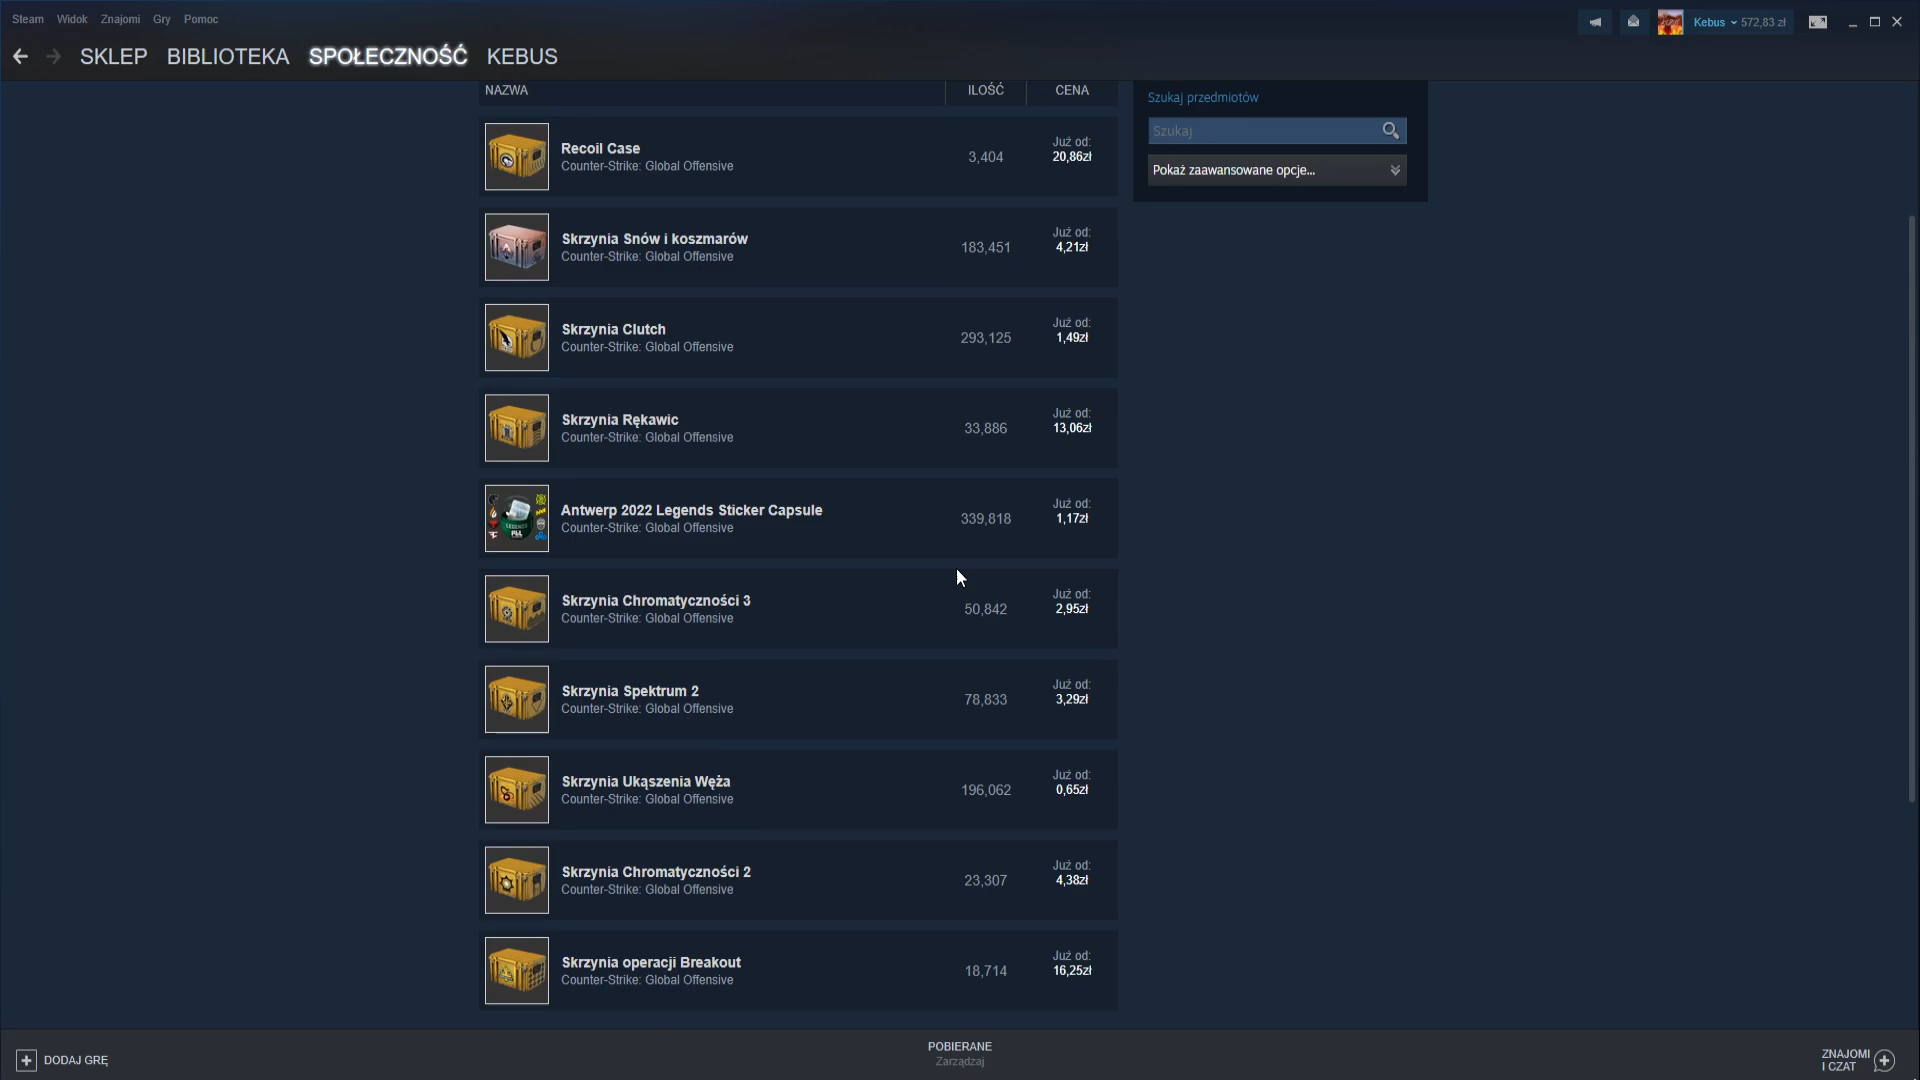 Steam Widok Znajomi Gry Pomoc
Kebus 572,83 zł
SKLEP BIBLIOTEKA SPOŁECZNOŚĆ KEBUS
NAZWA ILOŚĆ CENA
Szukaj przedmiotów
Szukaj
Pokaż zaawansowane opcje...
Recoil Case
Counter-Strike: Global Offensive
3,404
Już od:
20,86zł
Skrzynia Snów i koszmarów
Counter-Strike: Global Offensive
183,451
Już od:
4,21zł
Skrzynia Clutch
Counter-Strike: Global Offensive
293,125
Już od:
1,49zł
Skrzynia Rękawic
Counter-Strike: Global Offensive
33,886
Już od:
13,06zł
Antwerp 2022 Legends Sticker Capsule
Counter-Strike: Global Offensive
339,818
Już od:
1,17zł
Skrzynia Chromatyczności 3
Counter-Strike: Global Offensive
50,842
Już od:
2,95zł
Skrzynia Spektrum 2
Counter-Strike: Global Offensive
78,833
Już od:
3,29zł
Skrzynia Ukąszenia Węża
Counter-Strike: Global Offensive
196,062
Już od:
0,65zł
Skrzynia Chromatyczności 2
Counter-Strike: Global Offensive
23,307
Już od:
4,38zł
Skrzynia operacji Breakout
Counter-Strike: Global Offensive
18,714
Już od:
16,25zł
DODAJ GRĘ
POBIERANE
Zarządzaj
ZNAJOMI
I CZAT